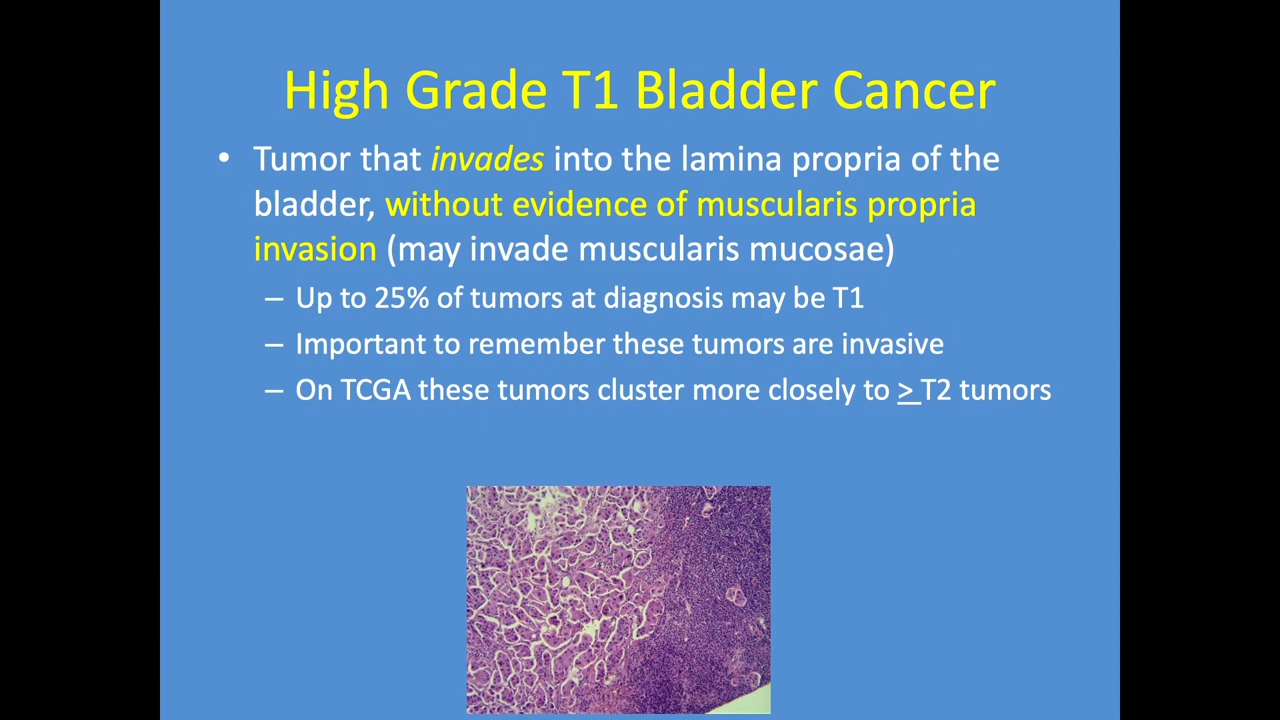 High Grade T1 Bladder Cancer
• Tumor that invades into the lamina propria of the
bladder, without evidence of muscularis propria
invasion (may invade muscularis mucosae)
– Up to 25% of tumors at diagnosis may be T1
– Important to remember these tumors are invasive
– On TCGA these tumors cluster more closely to > T2 tumors